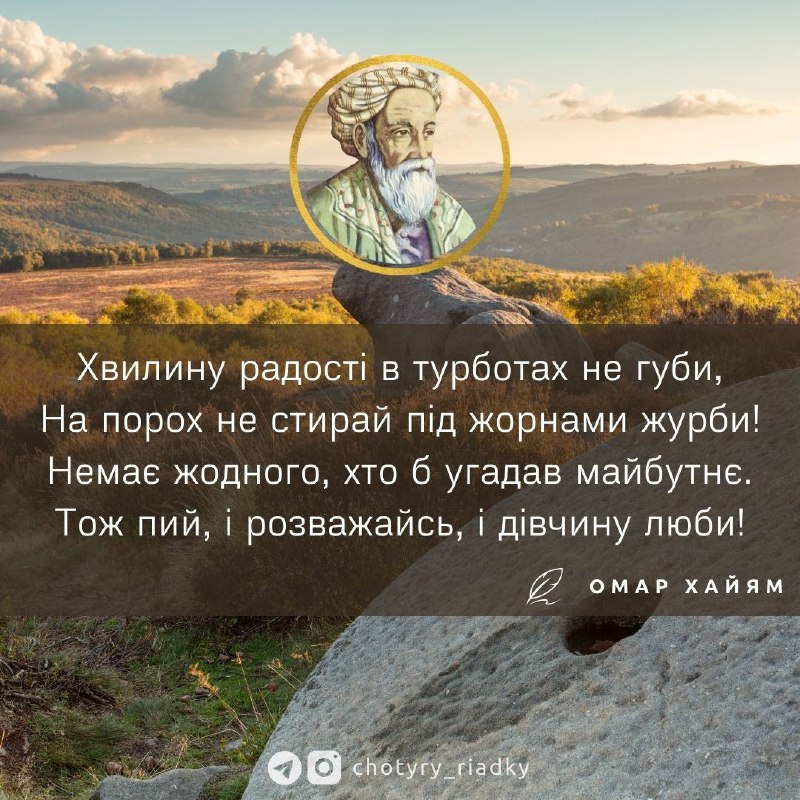 Хвилину радості в турботах не губи,
На порох не стирай під жорнами журби!
Немає жодного, хто б угадав майбутнє.
Тож пий, і розважайсь, і дівчину люби!
ОМАР ХАЙЯМ
chotyry_riadky